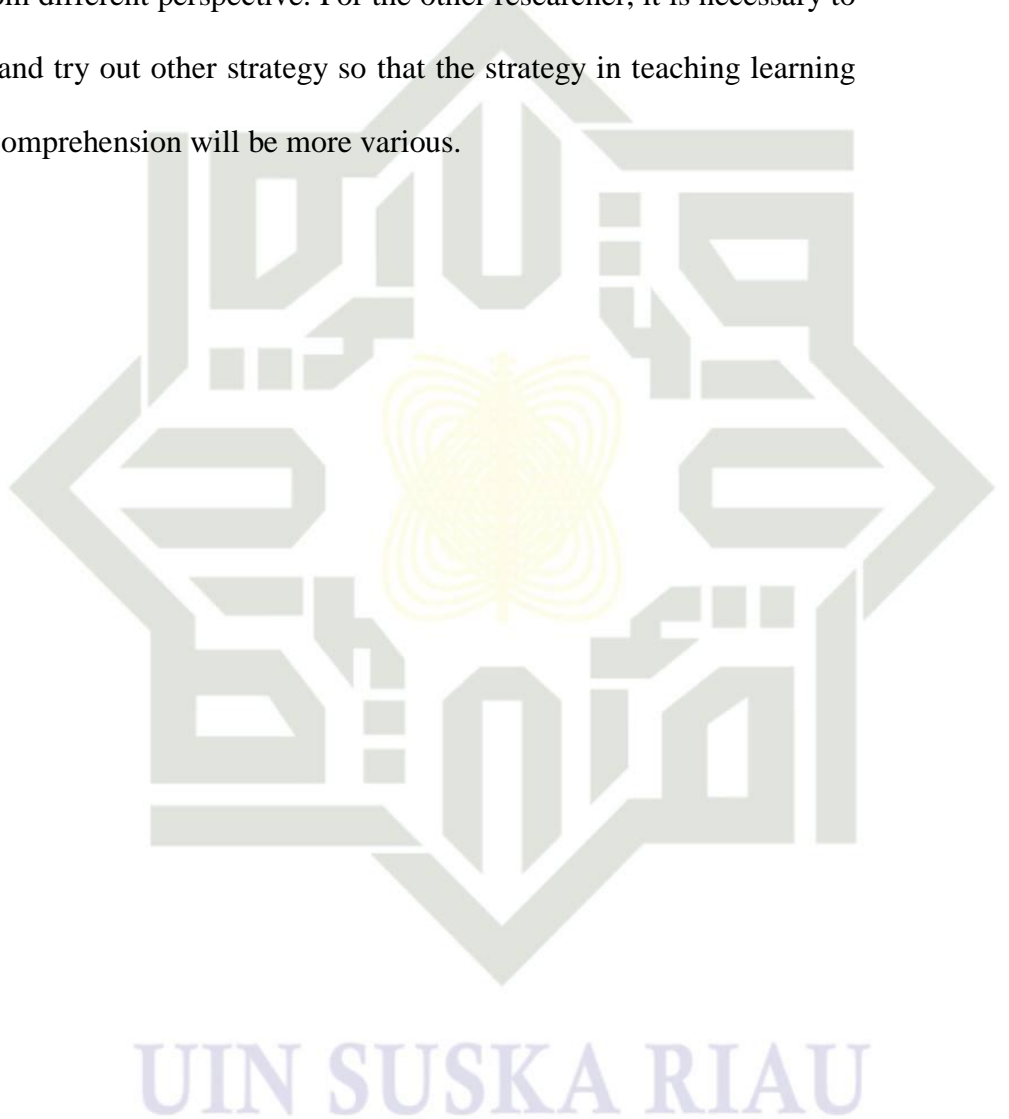 different perspective. For the other researcher, it is necessary to
and try out other strategy so that the strategy in teaching learning
comprehension will be more various.
UIN SUSKA RIAU